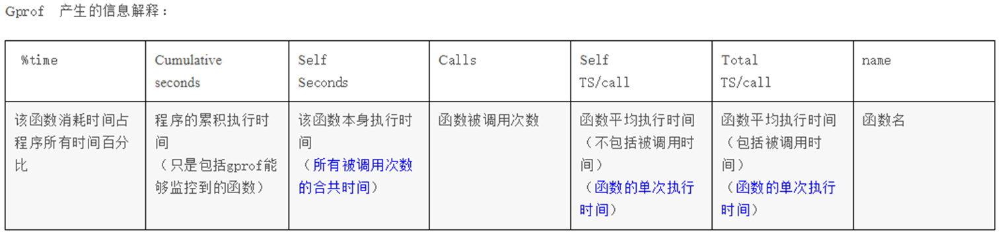 Gprof 产生的信息解释：
%time
Cumulative
seconds
Self
Seconds
Calls
Self
TS/call
Total
TS/call
name
该函数消耗时间占
程序所有时间百分
比
程序的累积执行时
间
（只是包括gprof能
够监控到的函数）
该函数本身执行时
间
（所有被调用次数
的合共时间）
函数被调用次数
函数平均执行时间
（不包括被调用时
间）
（函数的单次执行
时间）
函数平均执行时间
（包括被调用时
间）
（函数的单次执行
时间）
函数名